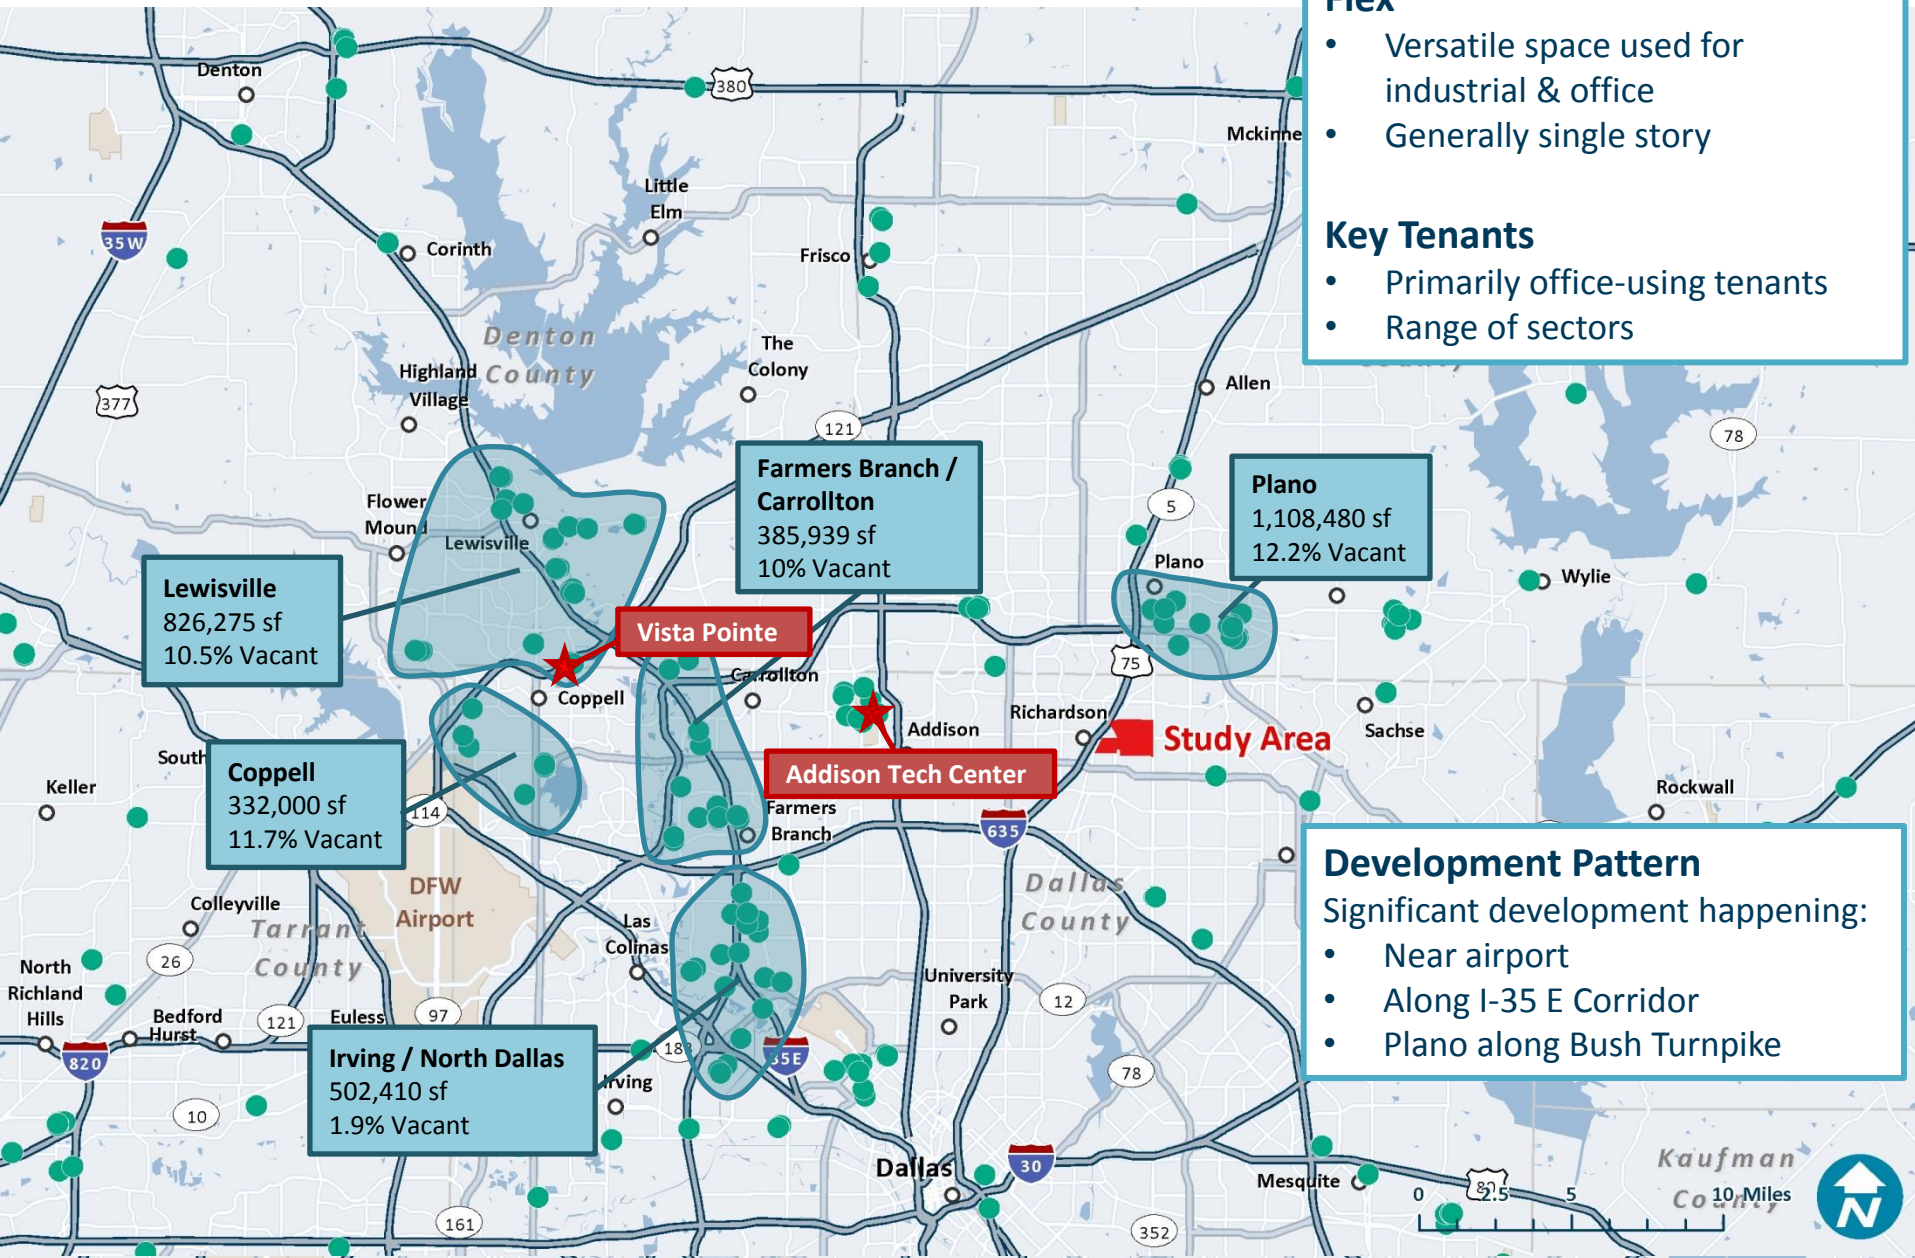 Flex
• Versatile space used for
industrial & office
• Generally single story
Key Tenants
• Primarily office-using tenants
• Range of sectors
Denton
380
Mckinne
Little
Elm
35W
Corinth
Frisco
Denton
County
The
Colony
Highland
Village
377
Allen
121
78
Farmers Branch /
Carrollton
385,939 sf
10% Vacant
Plano
1,108,480 sf
12.2% Vacant
Flower
Mound
Lewisville
5
Plano
Wylie
Lewisville
826,275 sf
10.5% Vacant
Vista Pointe
75
Carrollton
Coppell
Richardson
Addison
Study Area
Sachse
South
Coppell
332,000 sf
11.7% Vacant
Addison Tech Center
Keller
Rockwall
114
Farmers
Branch
635
Development Pattern
Significant development happening:
• Near airport
• Along I-35 E Corridor
• Plano along Bush Turnpike
DFW
Airport
Dallas
County
Colleyville
Tarrant
County
Las
Colinas
26
North
Richland
Hills
University
Park
12
Bedford
Hurst
121
Euless
97
820
Irving / North Dallas
502,410 sf
1.9% Vacant
183
35E
Irving
78
10
Dallas
30
Mesquite
80
Kaufman
County
0 2.5 5 10 Miles
N
161
352